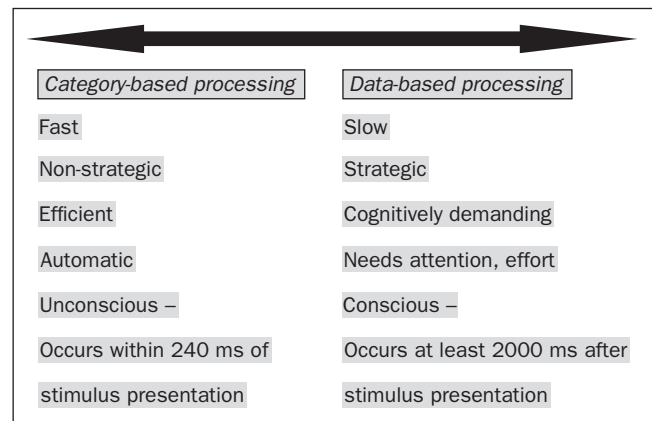 Category-based processing
Data-based processing
Fast
Slow
Non-strategic
Strategic
Efficient
Cognitively demanding
Automatic
Needs attention, effort
Unconscious –
Conscious –
Occurs within 240 ms of
Occurs at least 2000 ms after
stimulus presentation
stimulus presentation